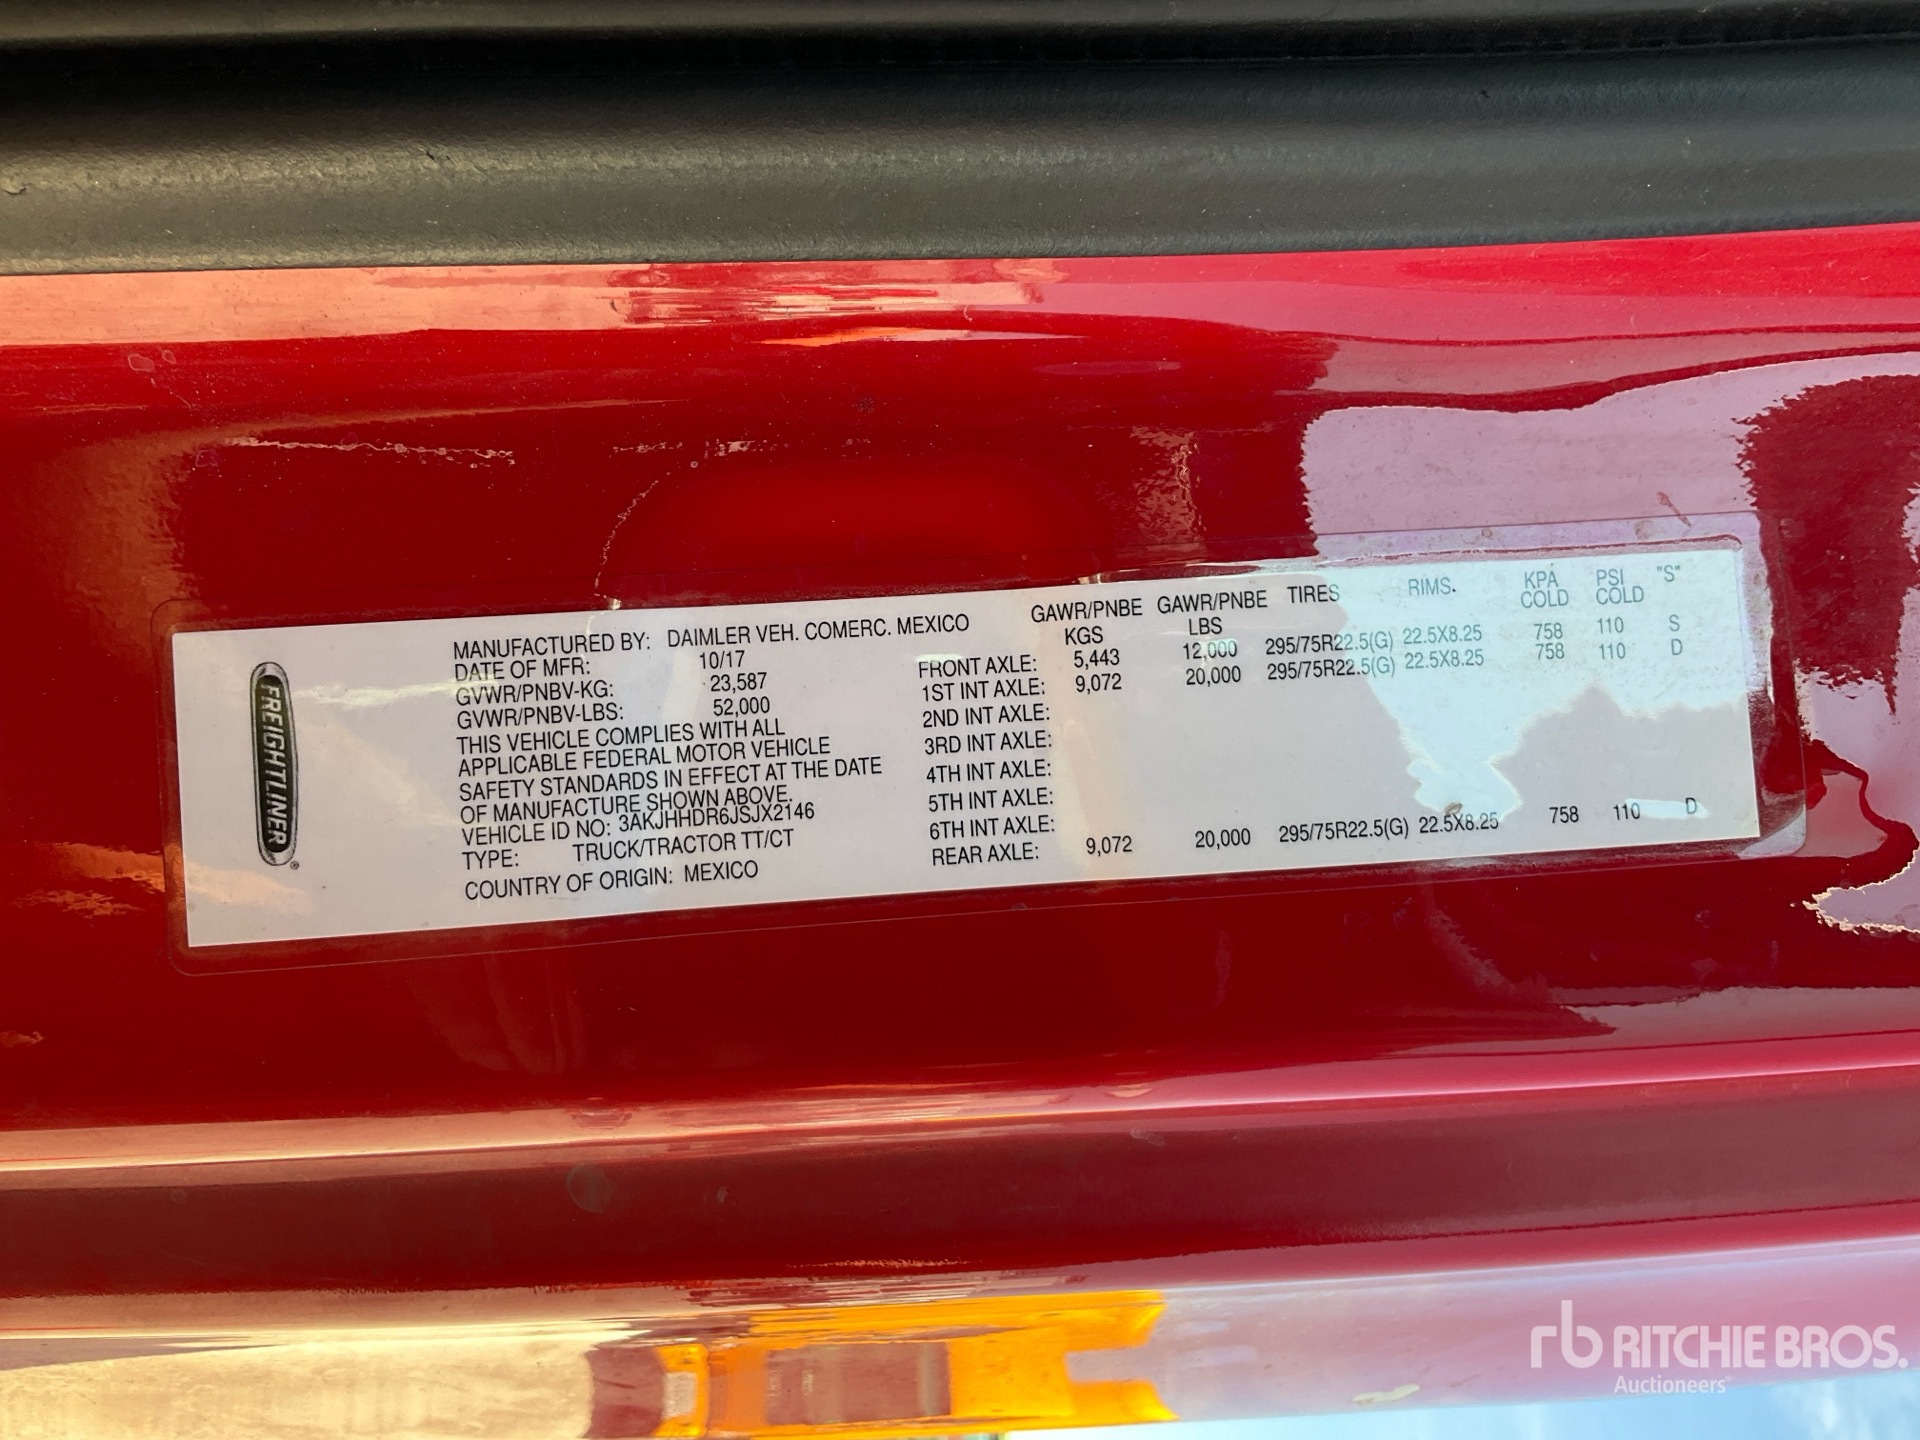 FREIGHTLINER®
MANUFACTURED BY: DAIMLER VEH. COMERC. MEXICO
DATE OF MFR: 10/17
GVWR/PNBV-KG: 23,587
GVWR/PNBV-LBS: 52,000
THIS VEHICLE COMPLIES WITH ALL
APPLICABLE FEDERAL MOTOR VEHICLE
SAFETY STANDARDS IN EFFECT AT THE DATE
OF MANUFACTURE SHOWN ABOVE.
VEHICLE ID NO: 3AKJHHDR6JSJX2146
TYPE: TRUCK/TRACTOR TT/CT
COUNTRY OF ORIGIN: MEXICO
GAWR/PNBE GAWR/PNBE TIRES RIMS. KPA PSI "S"
KGS LBS COLD COLD
FRONT AXLE: 5,443 12,000 295/75R22.5(G) 22.5X8.25 758 110 S
1ST INT AXLE: 9,072 20,000 295/75R22.5(G) 22.5X8.25 758 110 D
2ND INT AXLE:
3RD INT AXLE:
4TH INT AXLE:
5TH INT AXLE:
6TH INT AXLE:
REAR AXLE: 9,072 20,000 295/75R22.5(G) 22.5X8.25 758 110 D
rb RITCHIE BROS.
Auctioneers